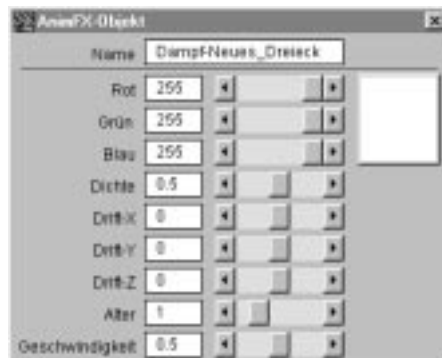 AnimFX-Objekt
Name Dampf-Neues_Dreieck
Rot 255
Grün 255
Blau 255
Dichte 0.5
Drift-X 0
Drift-Y 0
Drift-Z 0
Alter 1
Geschwindigkeit 0.5